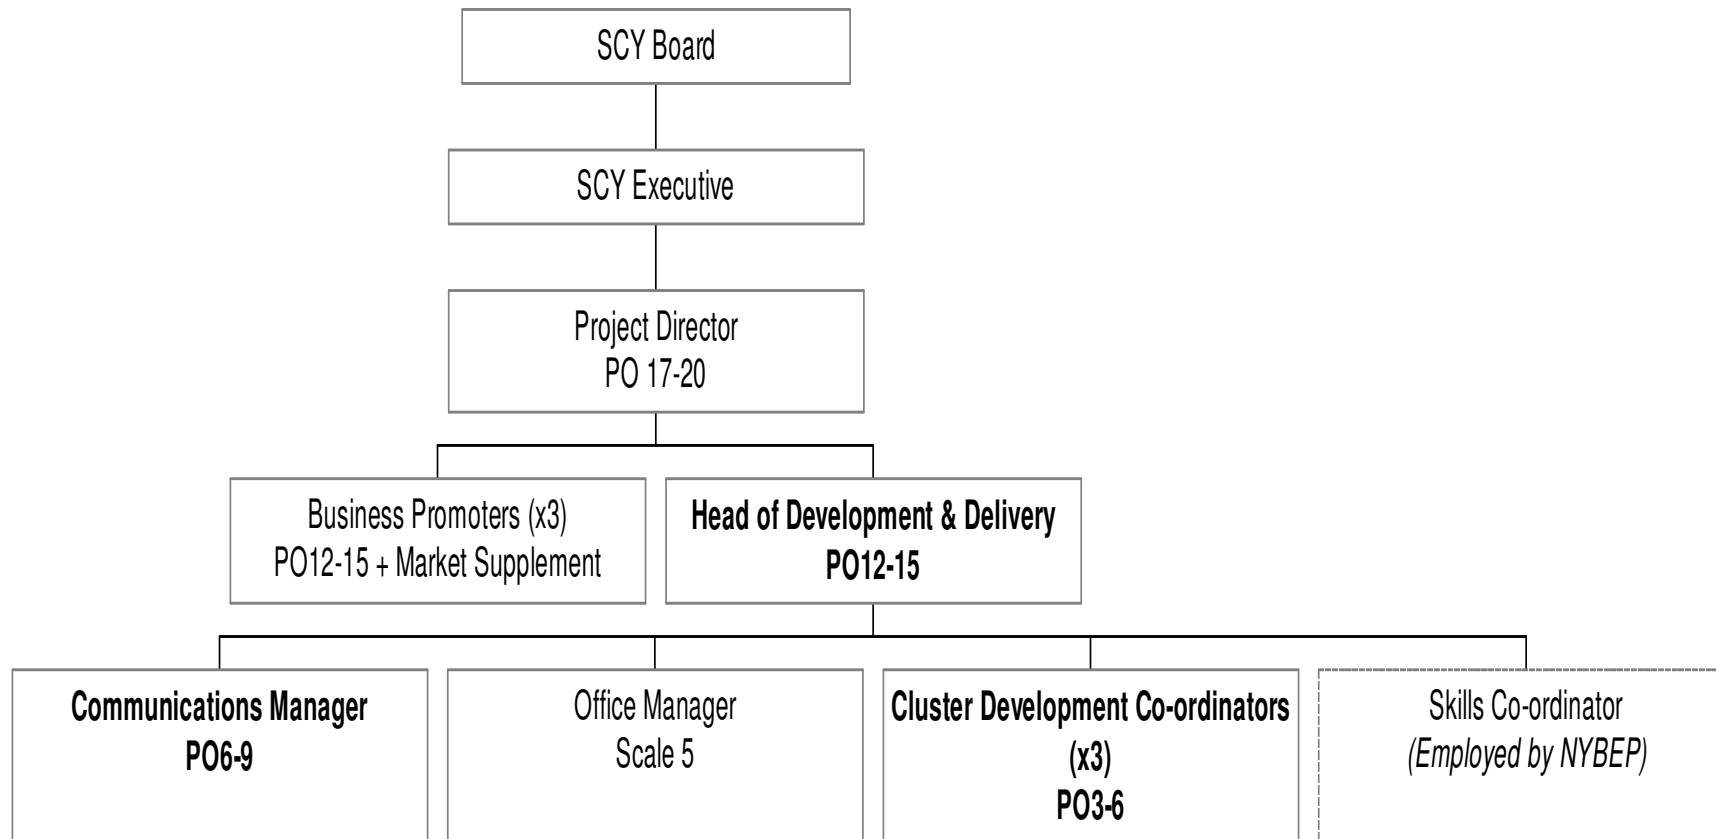 SCY Board
SCY Executive
Project Director
PO 17-20
Business Promoters (x3)
PO12-15 + Market Supplement
Head of Development & Delivery
PO12-15
Communications Manager
PO6-9
Office Manager
Scale 5
Cluster Development Co-ordinators
(x3)
PO3-6
Skills Co-ordinator
(Employed by NYBEP)